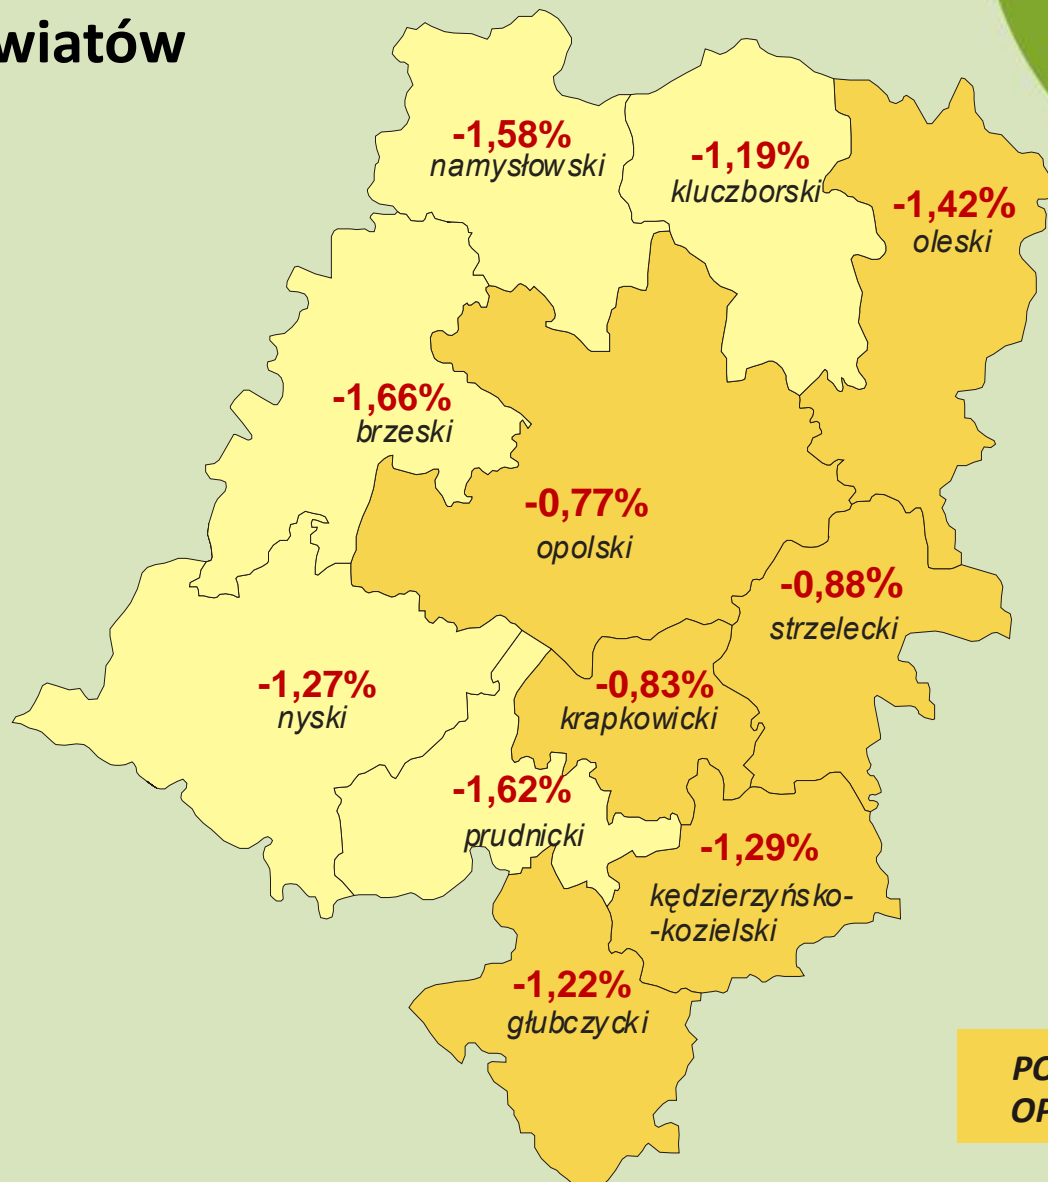 wiatów
-1,58%
namysłowski
-1,19%
kluczborski
-1,42%
oleski
-1,66%
brzeski
-0,77%
opolski
-0,88%
strzelecki
-1,27%
nyski
-0,83%
krapkowicki
-1,62%
prudnicki
-1,29%
kędzierzyńsko-
-kozielski
-1,22%
głubczycki
PO
OP